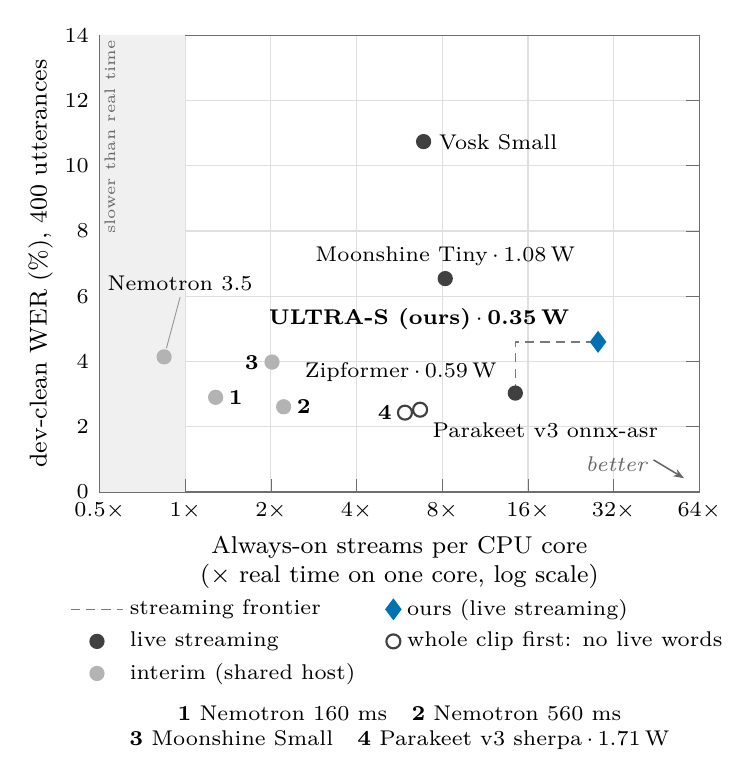 14
12
10
8
6
4
2
0
dev-clean WER (%), 400 utterances
slower than real time
Vosk Small
Moonshine Tiny · 1.08 W
Nemotron 3.5
ULTRA-S (ours) · 0.35 W
3
Zipformer · 0.59 W
1
2
4
Parakeet v3 onnx-asr
better
0.5× 1× 2× 4× 8× 16× 32× 64×
Always-on streams per CPU core
(× real time on one core, log scale)
streaming frontier
ours (live streaming)
live streaming
whole clip first: no live words
interim (shared host)
1 Nemotron 160 ms 2 Nemotron 560 ms
3 Moonshine Small 4 Parakeet v3 sherpa · 1.71 W